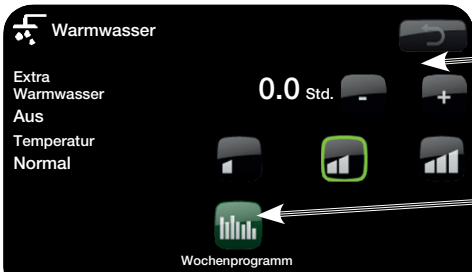 Warmwasser
Extra
Warmwasser
0.0 Std. - +
Aus
Temperatur
Normal
Wochenprogramm